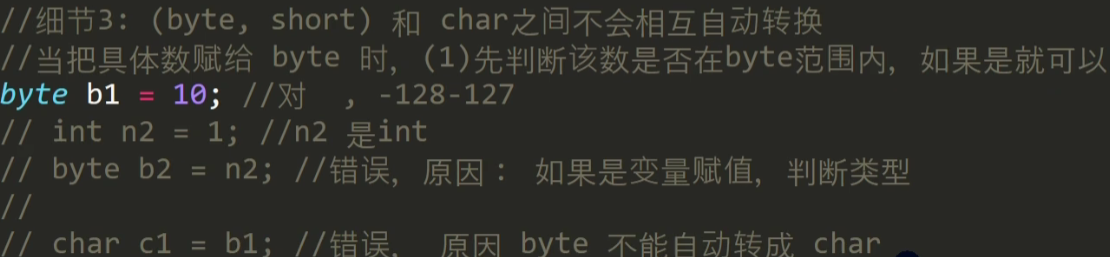 //细节3: (byte, short) 和 char之间不会相互自动转换
//当把具体数赋给 byte 时, (1)先判断该数是否在byte范围内, 如果是就可以
byte b1 = 10; //对  , -128-127
// int n2 = 1; //n2 是int
// byte b2 = n2; //错误, 原因: 如果是变量赋值, 判断类型
//
// char c1 = b1; //错误,  原因 byte 不能自动转成 char